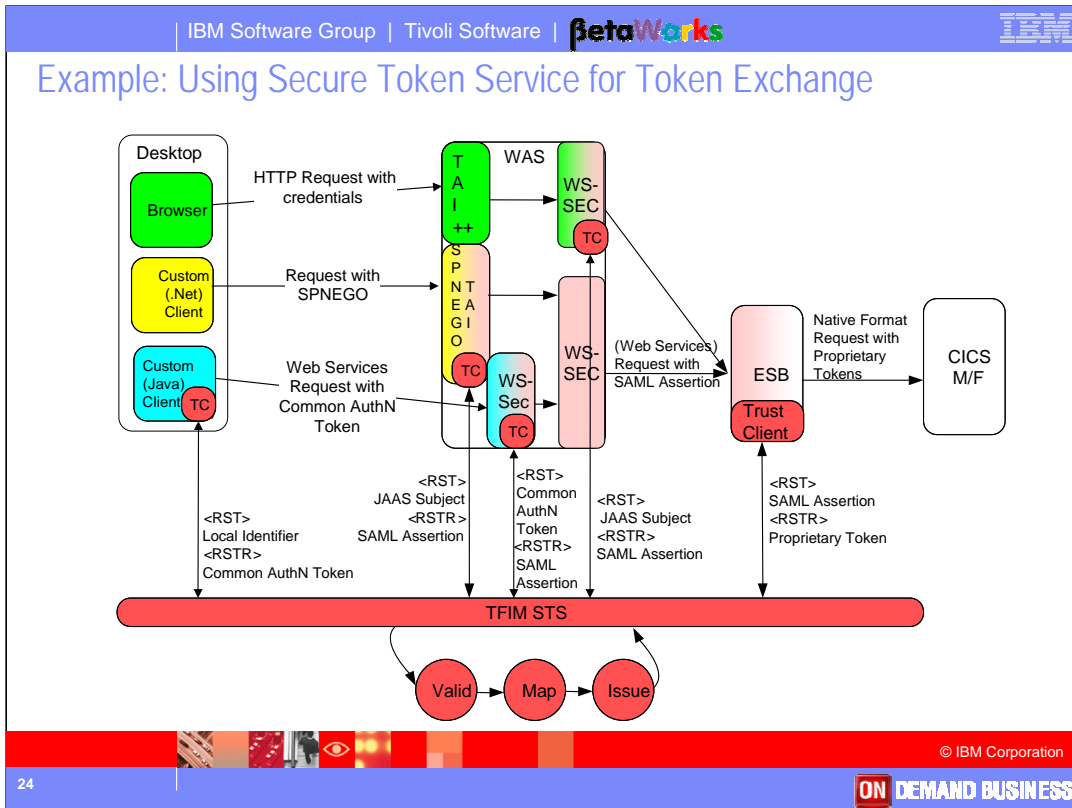 IBM Software Group | Tivoli Software | BetaWorks
IBM
Example: Using Secure Token Service for Token Exchange
Desktop
Browser
Custom
(.Net)
Client
Custom
(Java)
Client
TC
HTTP Request with
credentials
Request with
SPNEGO
Web Services
Request with
Common AuthN
Token
WAS
T
A
I
++
S
P
N
E
G
O
T
A
I
TC
WS-
Sec
TC
WS-
SEC
TC
WS-
SEC
(Web Services)
Request with
SAML Assertion
ESB
Trust
Client
Native Format
Request with
Proprietary
Tokens
CICS
M/F
<RST>
Local Identifier
<RSTR>
Common AuthN Token
<RST>
JAAS Subject
<RSTR>
SAML Assertion
<RST>
Common
AuthN
Token
<RSTR>
SAML
Assertion
<RST>
JAAS Subject
<RSTR>
SAML Assertion
<RST>
SAML Assertion
<RSTR>
Proprietary Token
TFIM STS
Valid
Map
Issue
© IBM Corporation
24
ON DEMAND BUSINESS